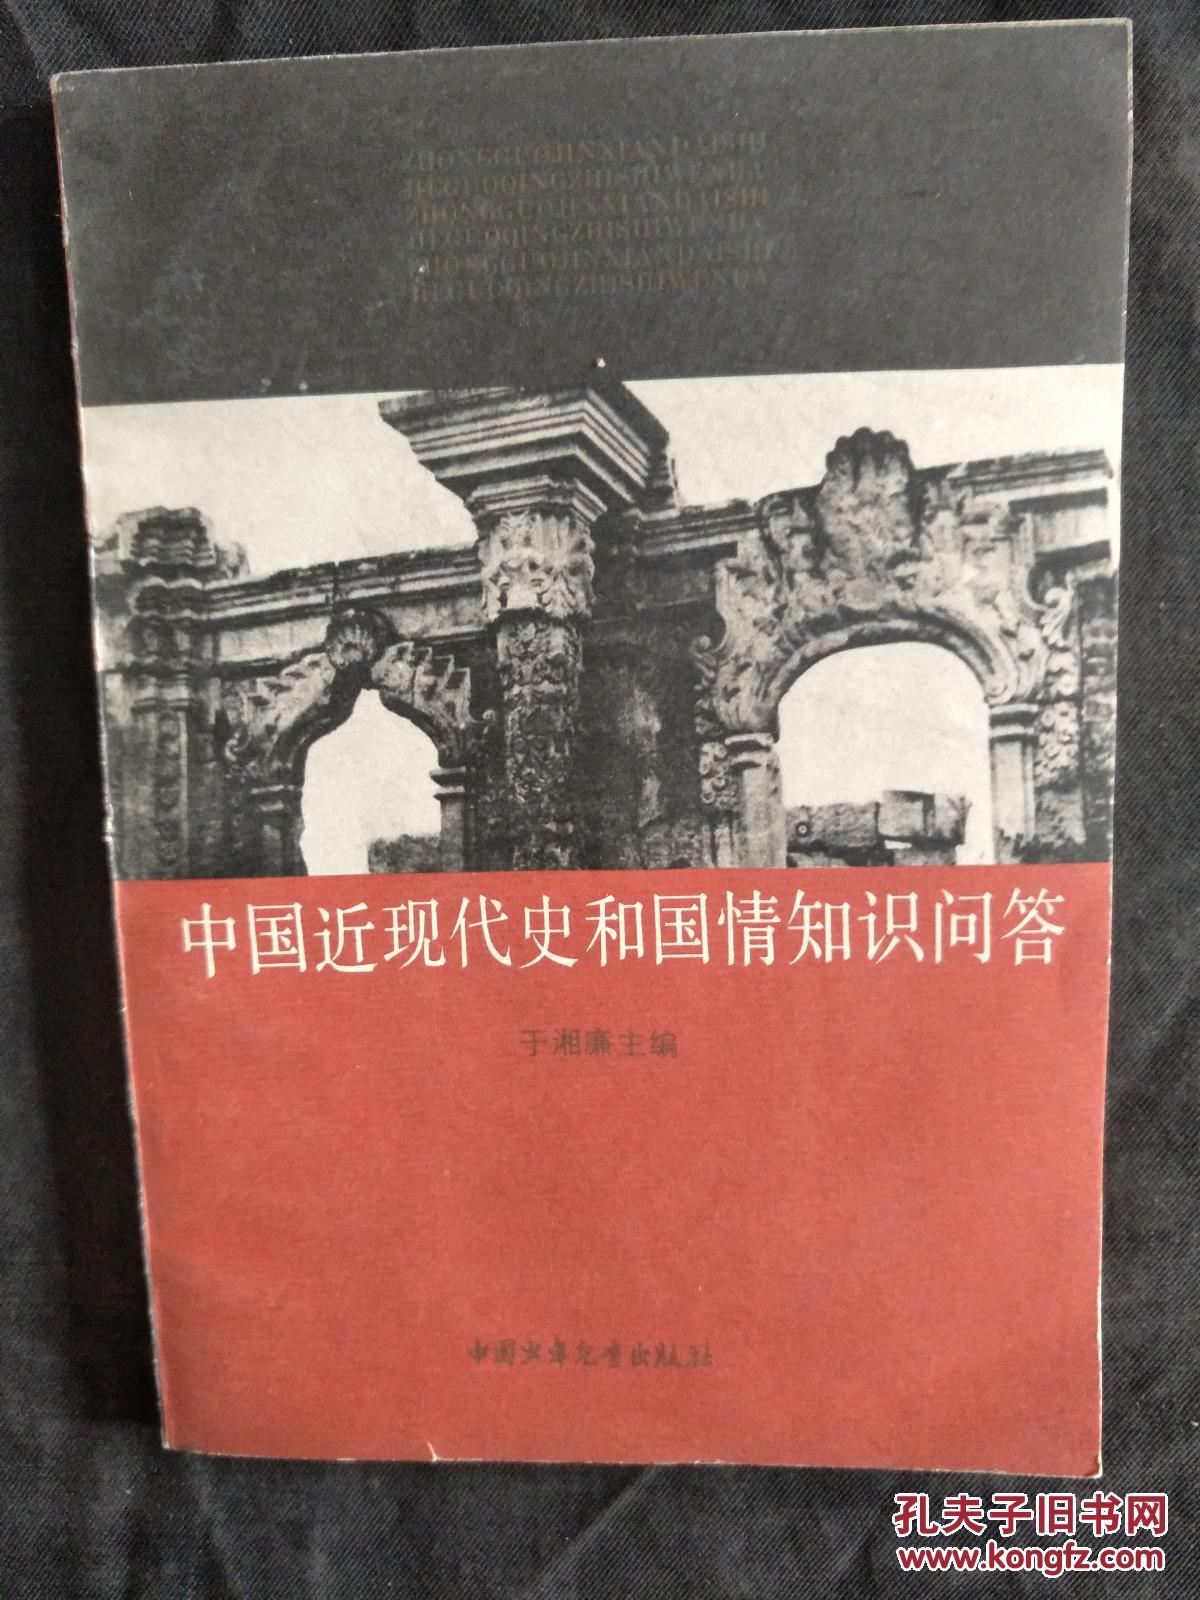 ZHONGGUOJINXIANDAISHI
HEGUOQINGZHISHIWENDA
ZHONGGUOJINXIANDAISHI
HEGUOQINGZHISHIWENDA
ZHONGGUOJINXIANDAISHI
HEGUOQINGZHISHIWENDA
中国近现代史和国情知识问答
于湘廉主编
中国少年儿童出版社
孔夫子旧书网
www.kongfz.com